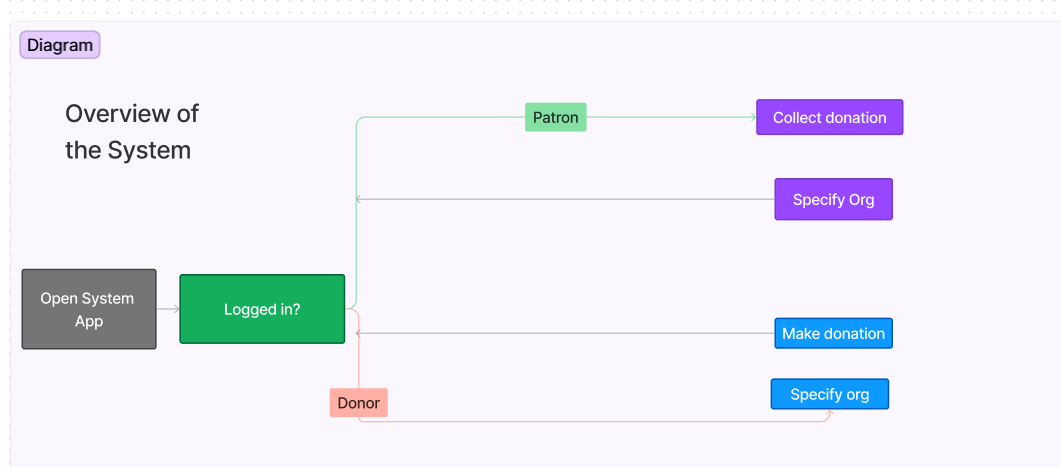 Diagram
Overview of
the System
Patron
Collect donation
Specify Org
Open System
App
Logged in?
Make donation
Donor
Specify org